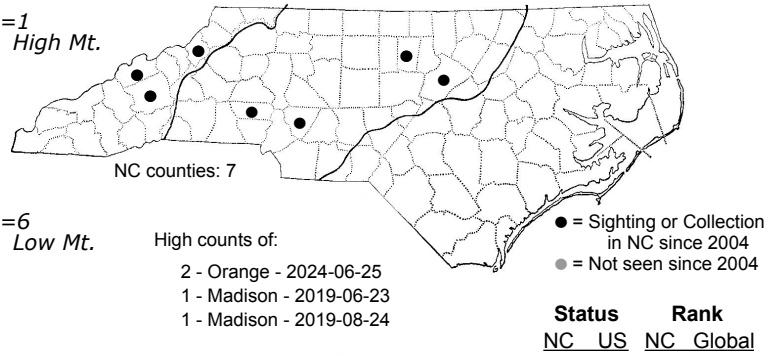 =1
High Mt.
NC counties: 7
=6
Low Mt.
High counts of:
2 - Orange - 2024-06-25
1 - Madison - 2019-06-23
1 - Madison - 2019-08-24
● = Sighting or Collection
in NC since 2004
● = Not seen since 2004
Status Rank
NC US NC Global